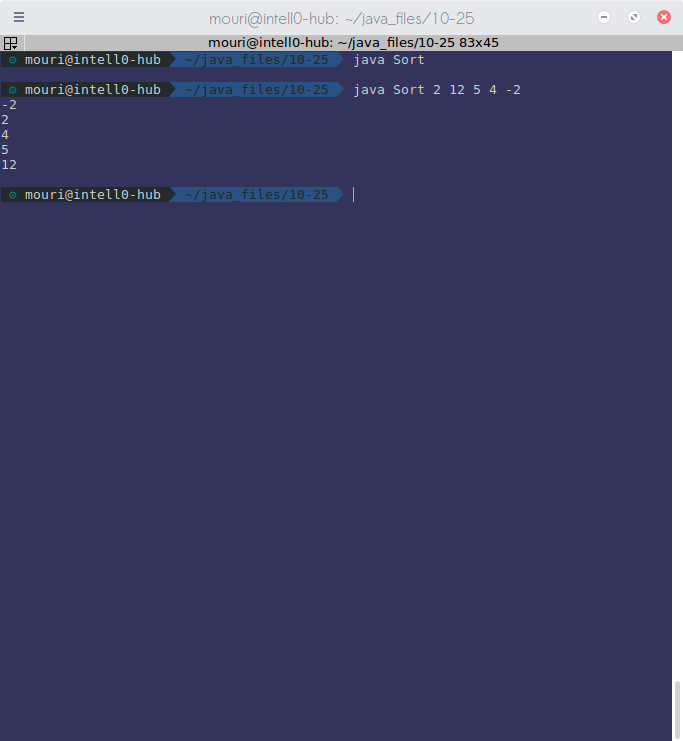 mouri@intell0-hub: ~/java_files/10-25
mouri@intell0-hub: ~/java_files/10-25 83x45
mouri@intell0-hub ~/java_files/10-25 java Sort
mouri@intell0-hub ~/java_files/10-25 java Sort 2 12 5 4 -2
-2
2
4
5
12
mouri@intell0-hub ~/java_files/10-25